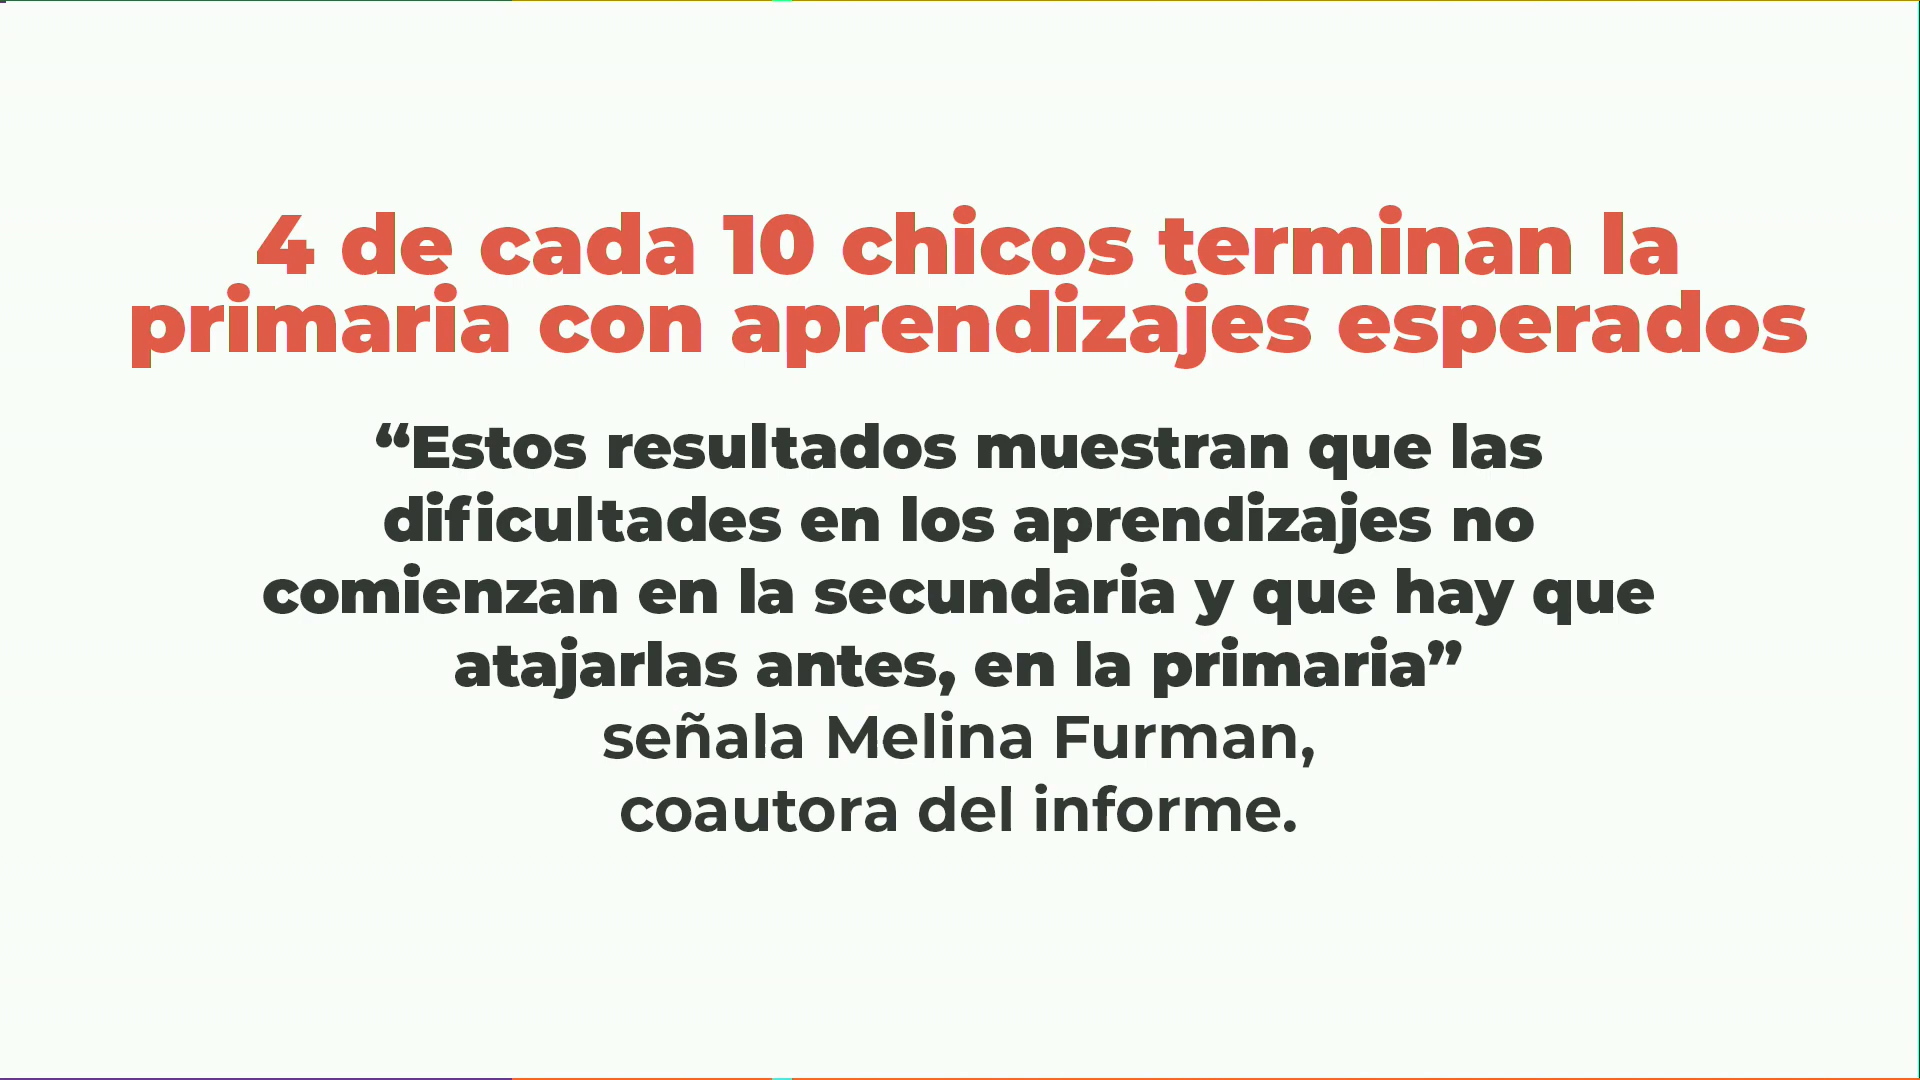 4 de cada 10 chicos terminan la
primaria con aprendizajes esperados
“Estos resultados muestran que las
dificultades en los aprendizajes no
comienzan en la secundaria y que hay que
atajarlas antes, en la primaria”
señala Melina Furman,
coautora del informe.